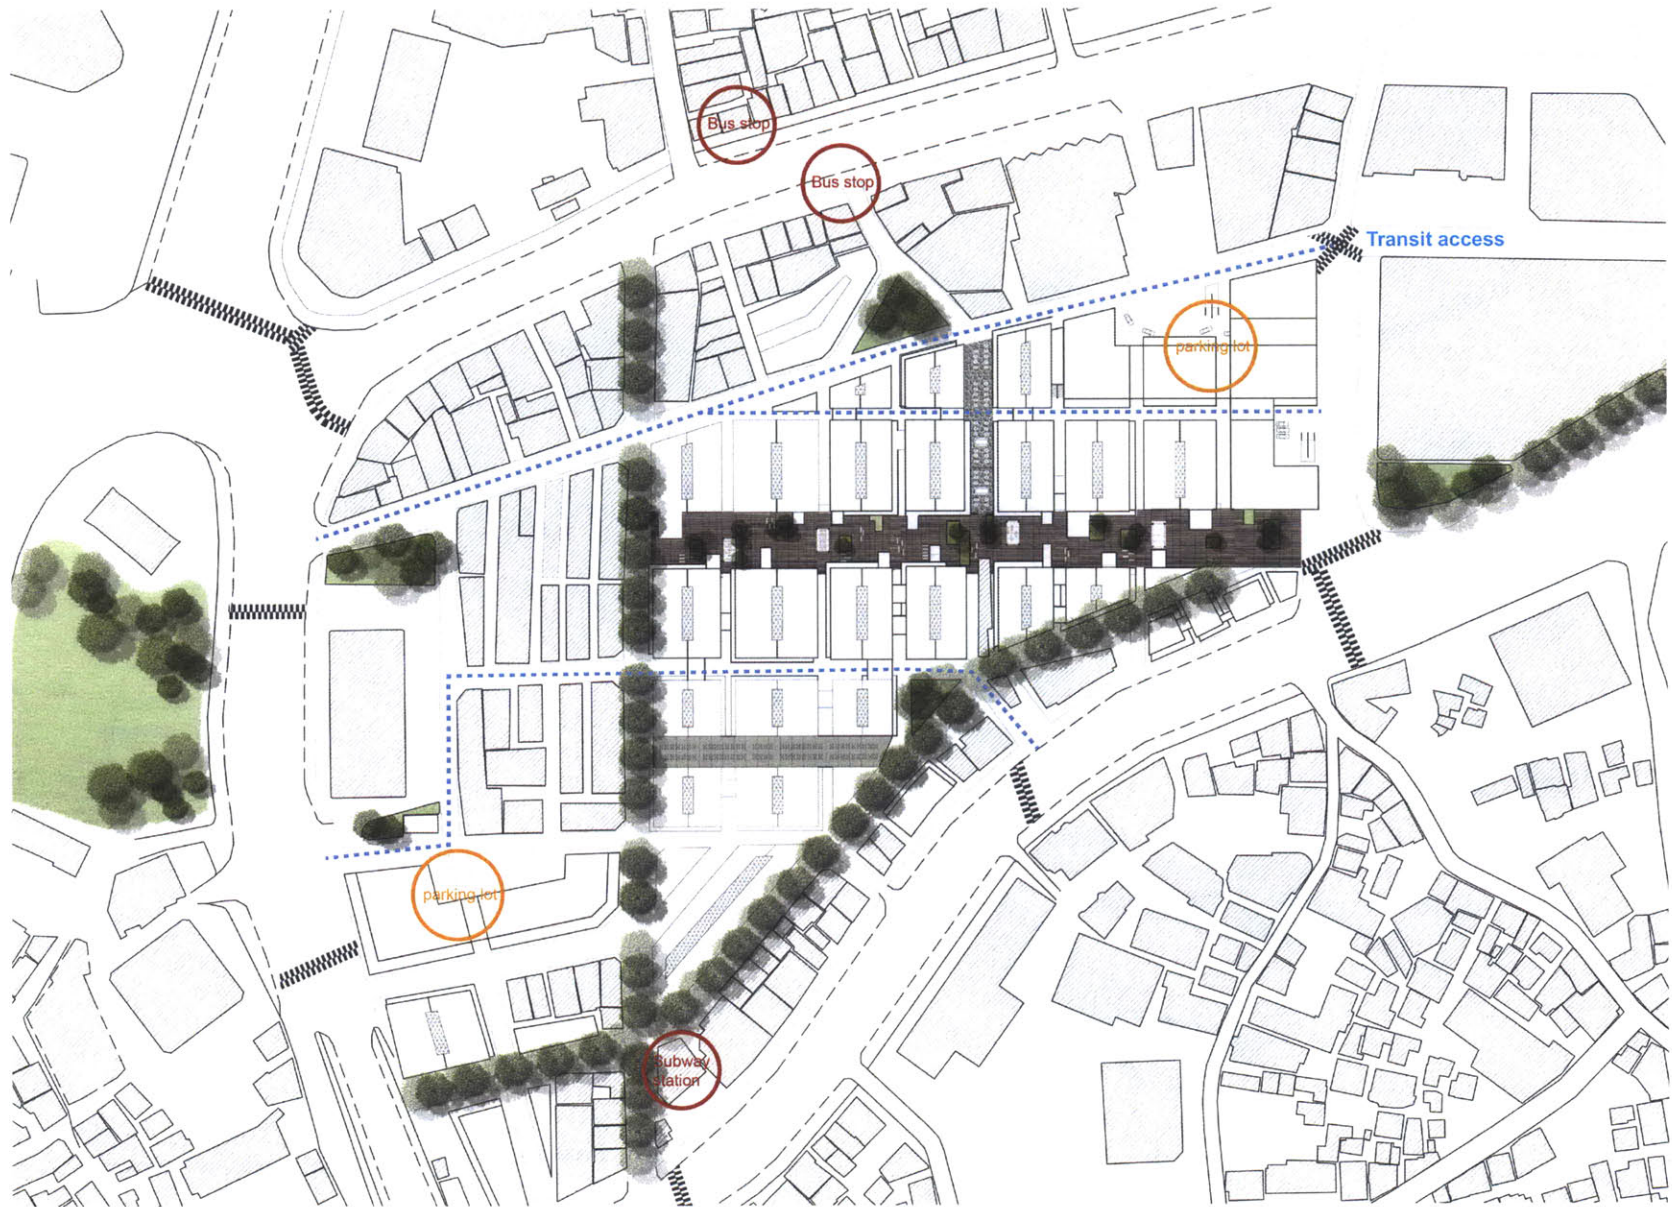 Bus stop
Bus stop
Transit access
parking lot
parking lot
Subway
station